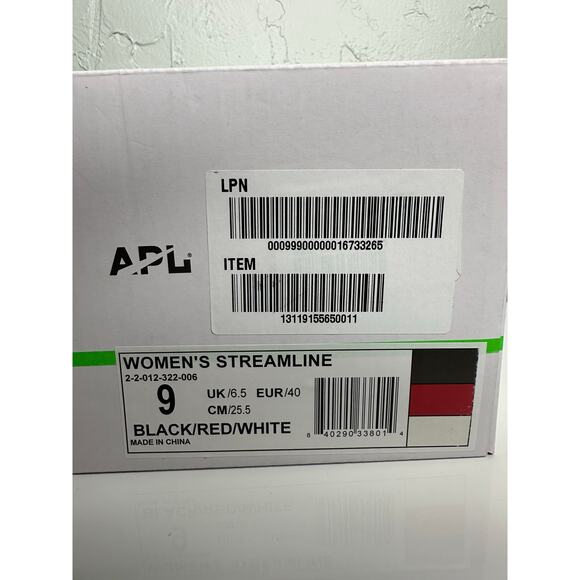 LPN
00099900000016733265
APL
ITEM
13119155650011
WOMEN'S STREAMLINE
2-2-012-322-006
9 UK/6.5 EUR/40
CM/25.5
BLACK/RED/WHITE
MADE IN CHINA
8 40290 33801 4